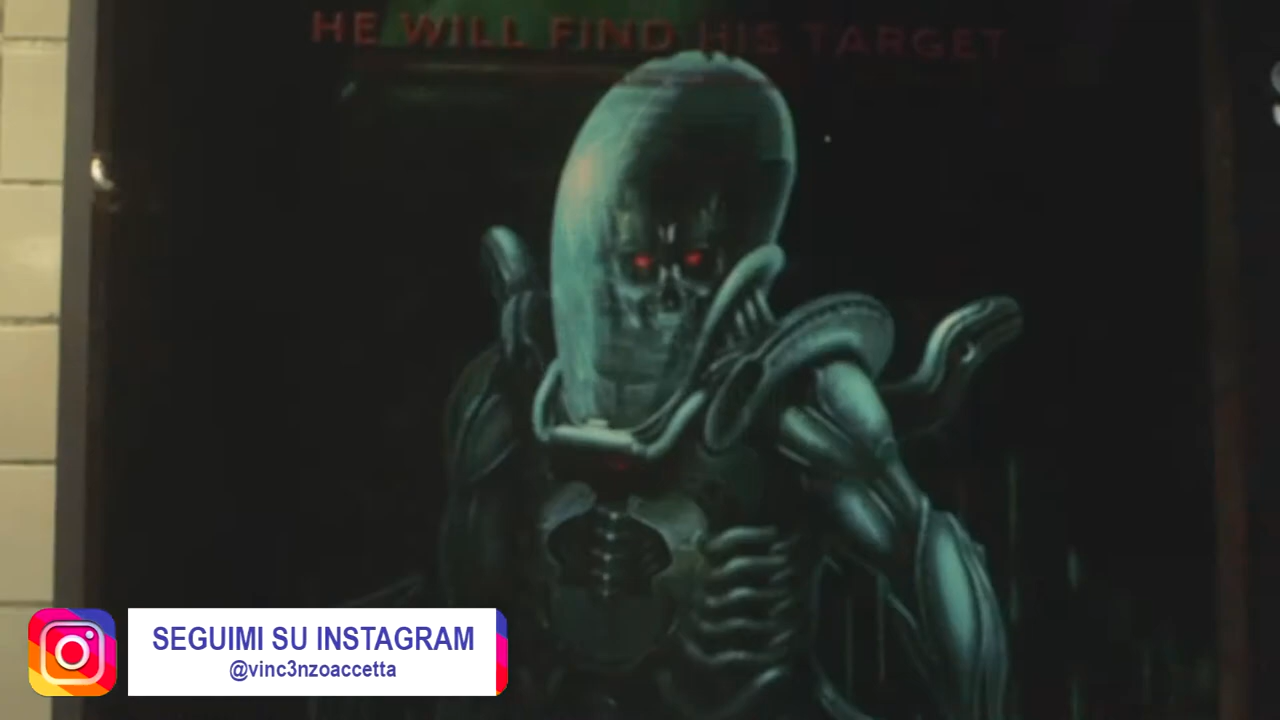 HE WILL FIND HIS TARGET
SEGUIMI SU INSTAGRAM
@vinc3nzoaccetta